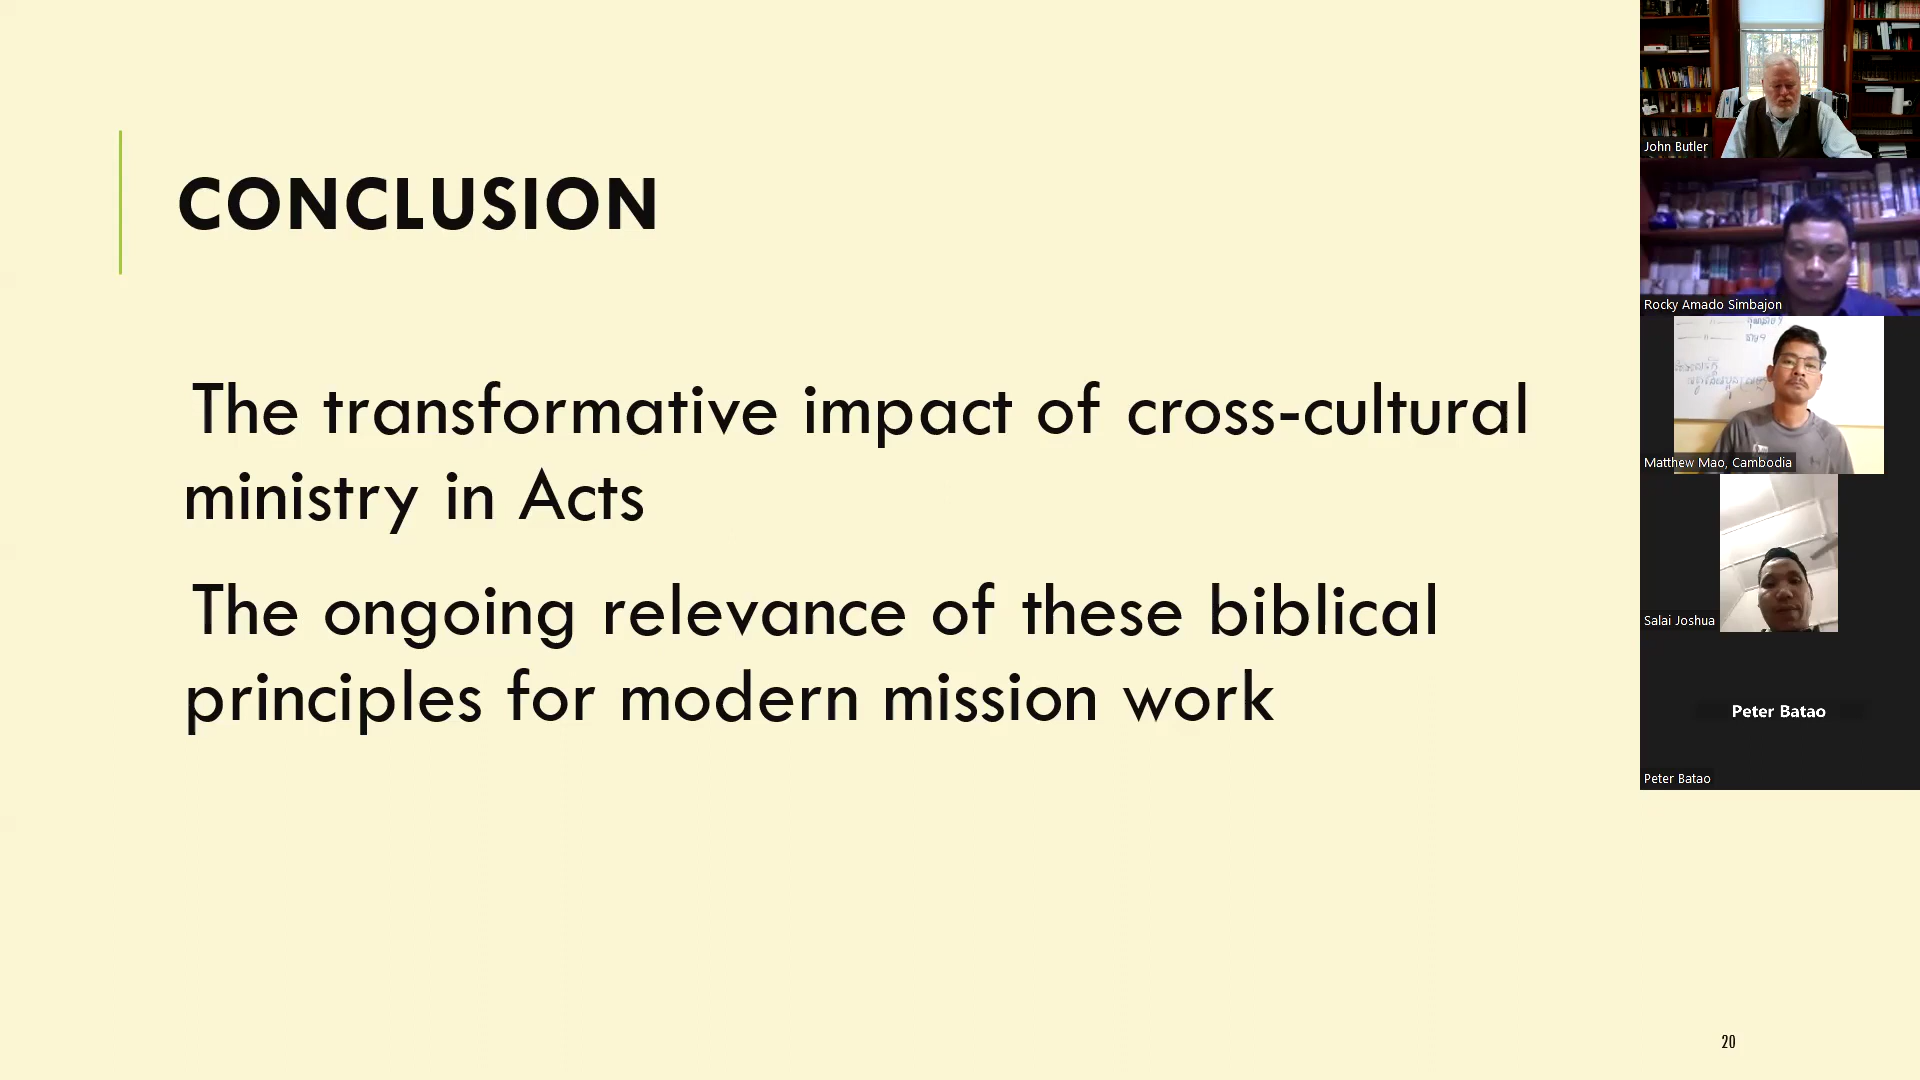 CONCLUSION
The transformative impact of cross-cultural
ministry in Acts
The ongoing relevance of these biblical
principles for modern mission work
20
John Butler
Rocky Amado Simbajon
Matthew Mao, Cambodia
Salai Joshua
Peter Batao
Peter Batao